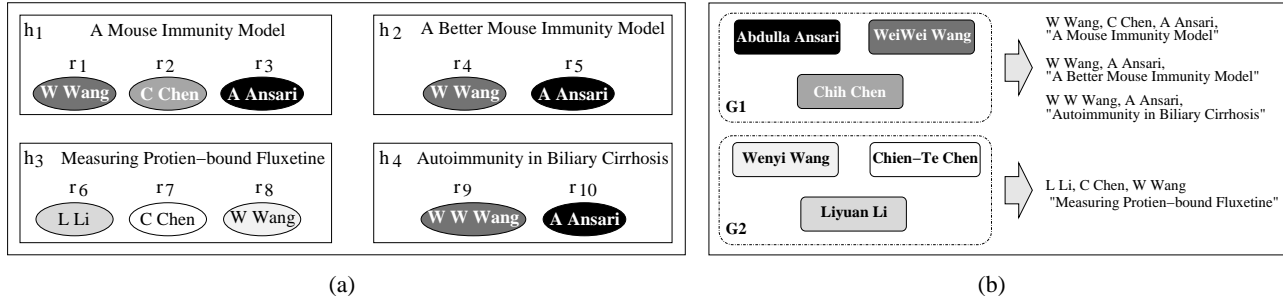 h1 A Mouse Immunity Model
r1 r2 r3
W Wang C Chen A Ansari
h2 A Better Mouse Immunity Model
r4 r5
W Wang A Ansari
h3 Measuring Protien−bound Fluxetine
r6 r7 r8
L Li C Chen W Wang
h4 Autoimmunity in Biliary Cirrhosis
r9 r10
W W Wang A Ansari
(a)
Abdulla Ansari WeiWei Wang
Chih Chen
G1
W Wang, C Chen, A Ansari,
"A Mouse Immunity Model"
W Wang, A Ansari,
"A Better Mouse Immunity Model"
W W Wang, A Ansari,
"Autoimmunity in Biliary Cirrhosis"
Wenyi Wang Chien−Te Chen
Liyuan Li
G2
L Li, C Chen, W Wang
"Measuring Protien−bound Fluxetine"
(b)